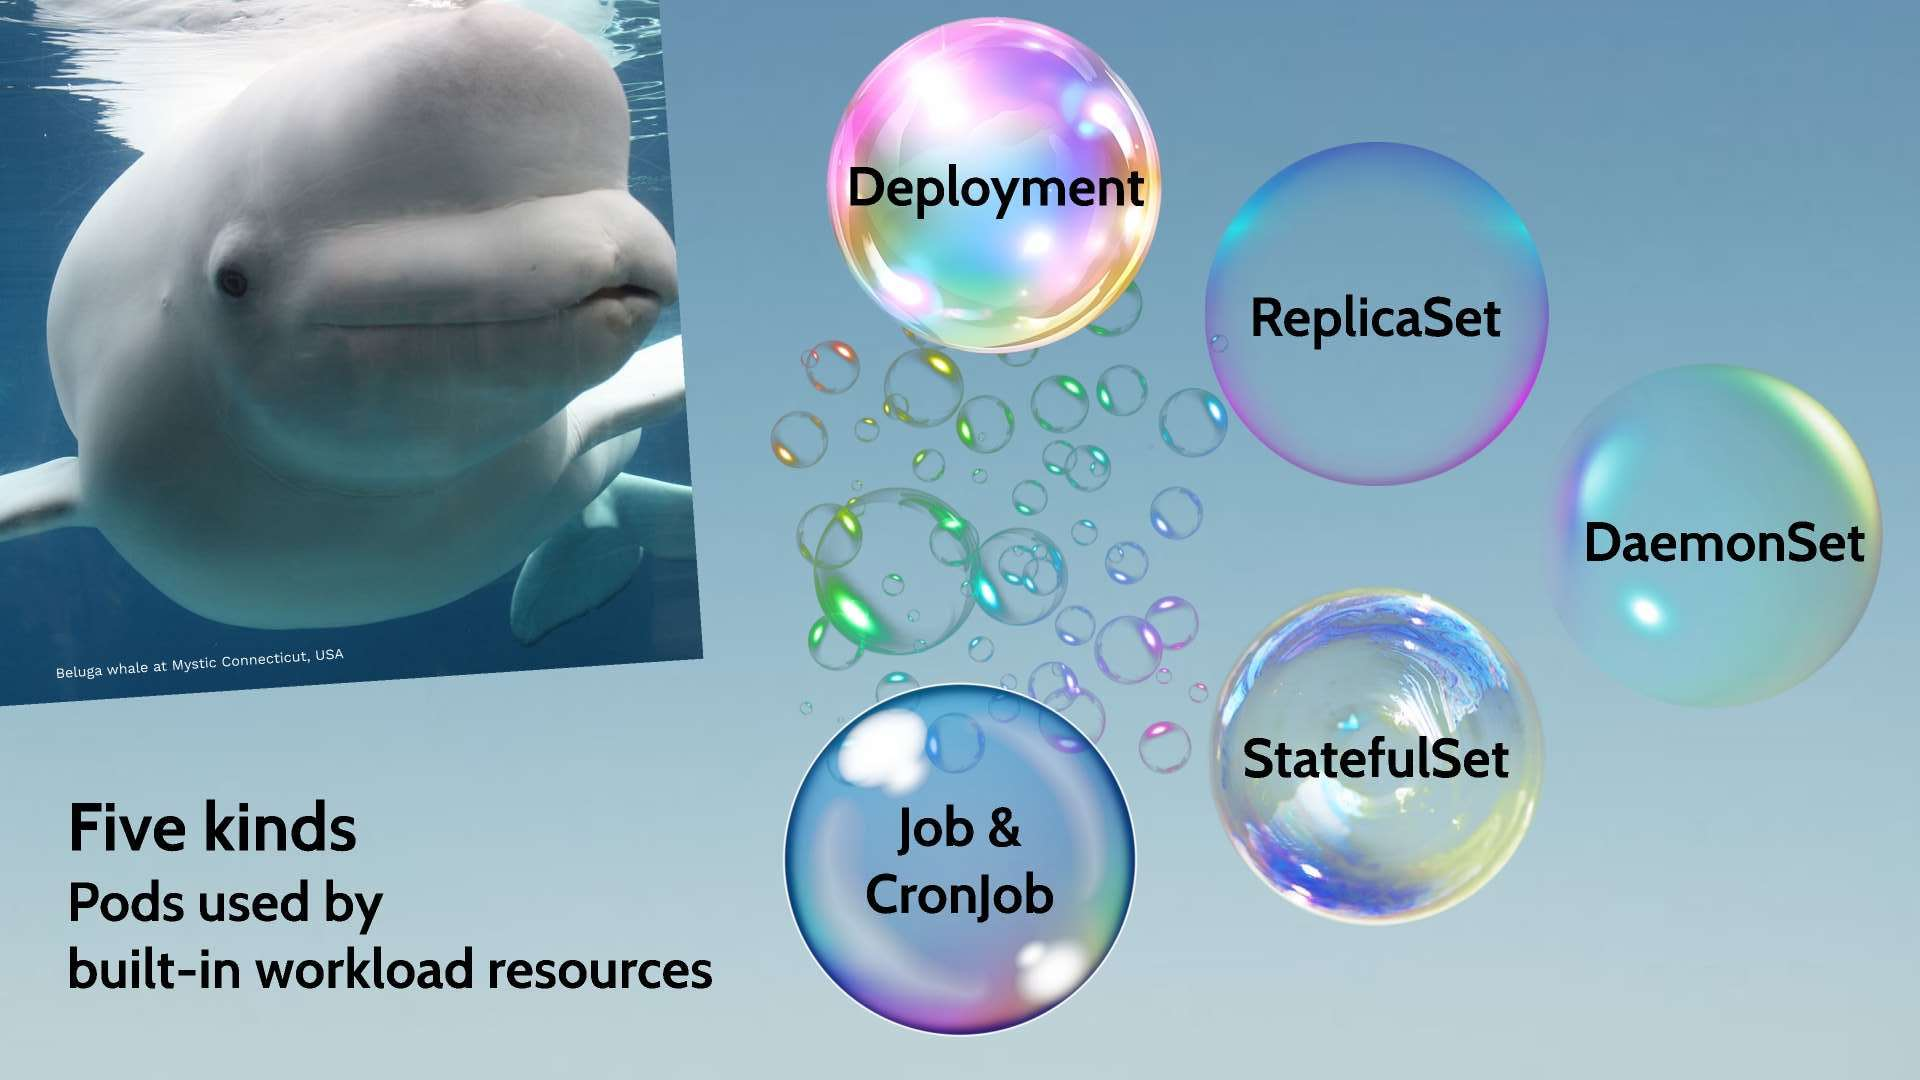 Beluga whale at Mystic Connecticut, USA
Five kinds
Pods used by
built-in workload resources
Deployment
ReplicaSet
DaemonSet
StatefulSet
Job &
CronJob